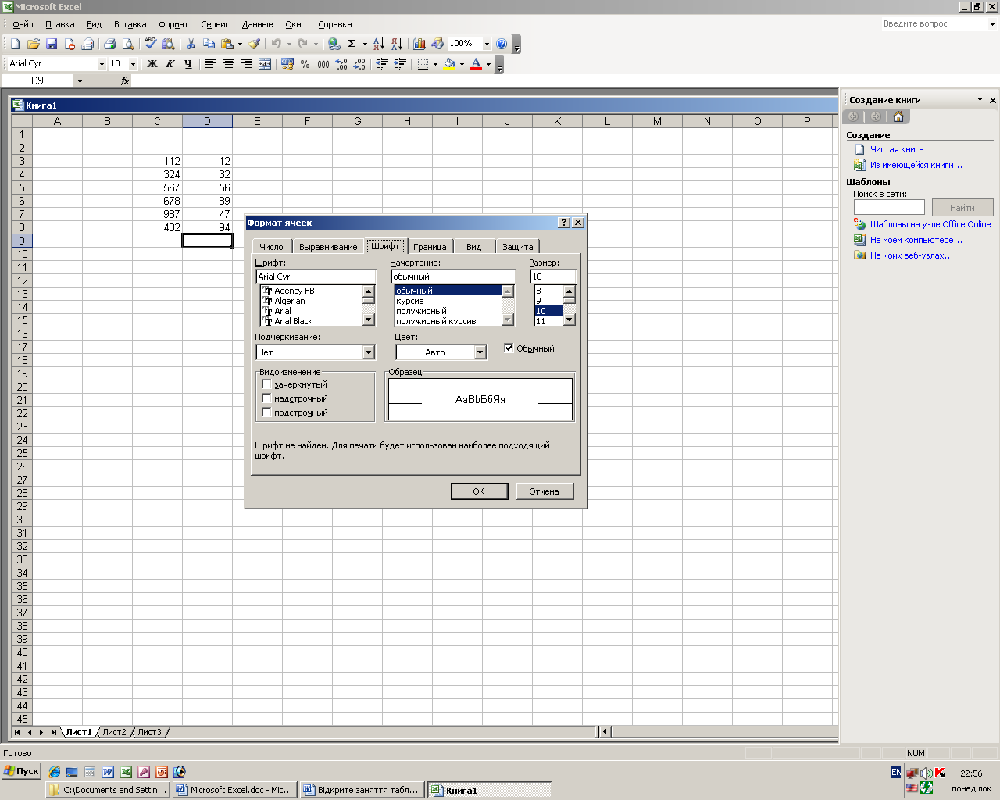 Microsoft Excel
Файл Правка Вид Вставка Формат Сервис Данные Окно Справка
Введите вопрос
100%
Arial Cyr 10 Ж К Ч % 000
D9 fx
Книга1
A B C D E F G H I J K L M N O P
1
2
3 112 12
4 324 32
5 567 56
6 678 89
7 987 47
8 432 94
9
10
11
12
13
14
15
16
17
18
19
20
21
22
23
24
25
26
27
28
29
30
31
32
33
34
35
36
37
38
39
40
41
42
43
44
45
Формат ячеек
Число Выравнивание Шрифт Граница Вид Защита
Шрифт: Начертание: Размер:
Arial Cyr обычный 10
Agency FB обычный 8
Algerian курсив 9
Arial полужирный 10
Arial Black полужирный курсив 11
Подчеркивание: Цвет:
Нет Авто Обычный
Видоизменение Образец
зачеркнутый
надстрочный
подстрочный
АаВbБбЯя
Шрифт не найден. Для печати будет использован наиболее подходящий
шрифт.
ОК Отмена
Создание книги
Создание
Чистая книга
Из имеющейся книги...
Шаблоны
Поиск в сети:
Найти
Шаблоны на узле Office Online
На моем компьютере...
На моих веб-узлах...
Лист1 Лист2 Лист3
Готово NUM
Пуск
C:\Documents and Settin... Microsoft Excel.doc - Mic... Відкрите заняття табл.... Книга1
EN
22:56
понеділок